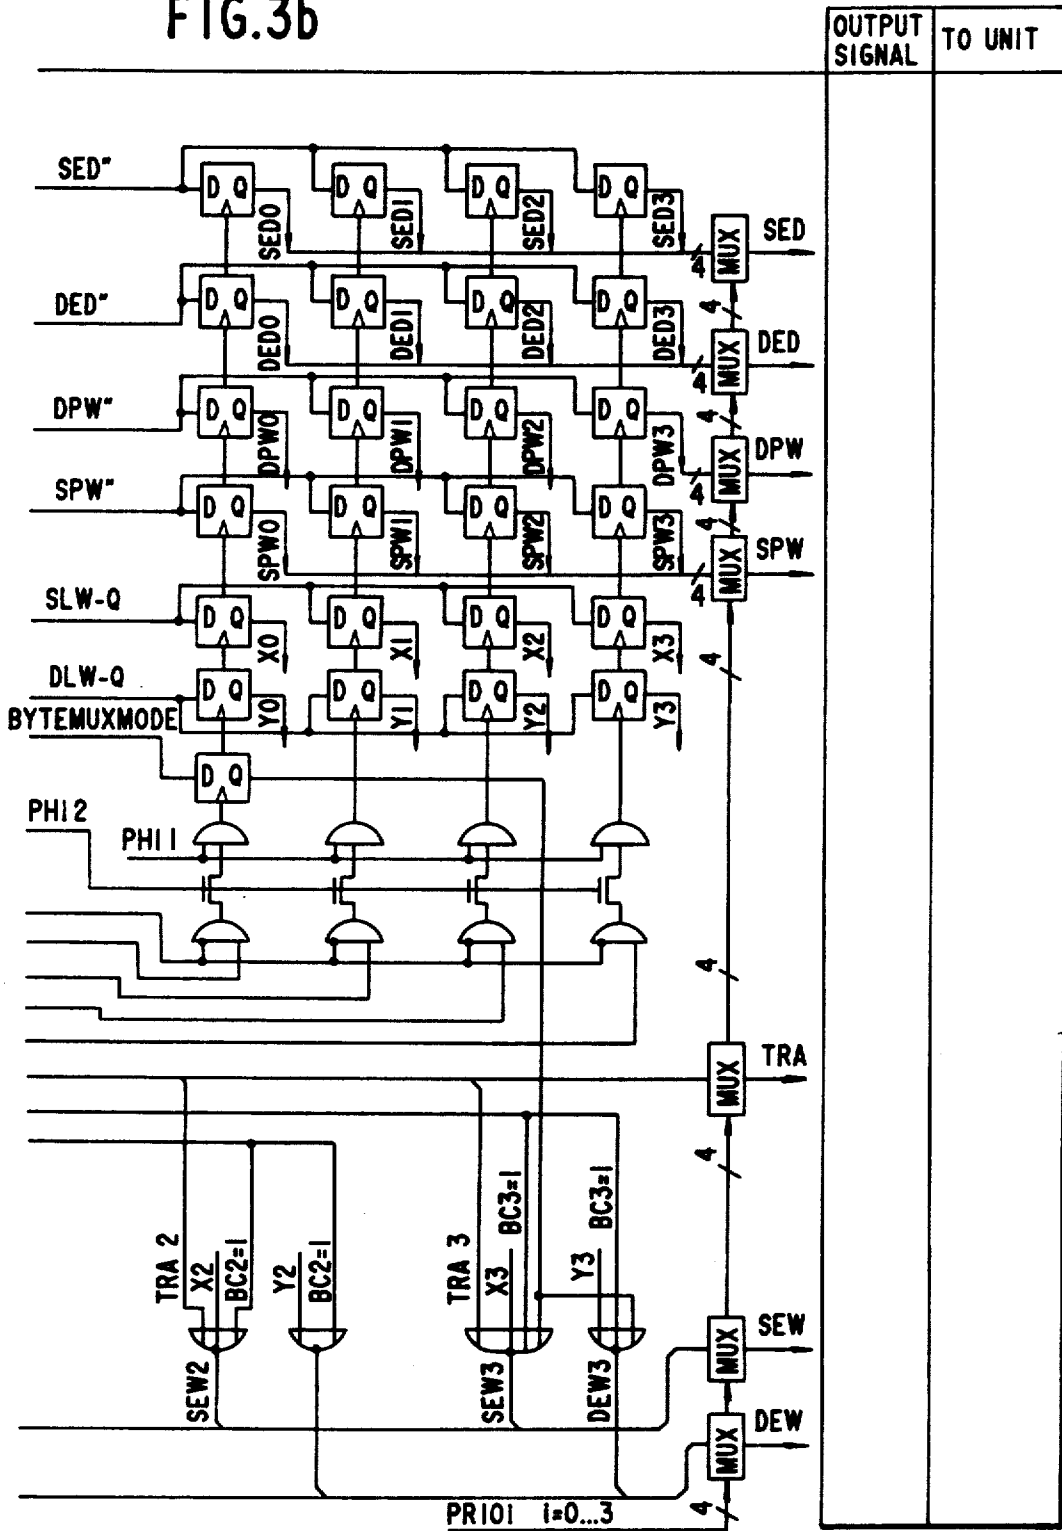 FIG.3b
OUTPUT SIGNAL
TO UNIT
SED"
D Q
D Q
D Q
D Q
SED0
SED1
SED2
SED3
4
MUX
SED
DED"
D Q
D Q
D Q
D Q
4
DED0
DED1
DED2
DED3
4
MUX
DED
DPW"
D Q
D Q
D Q
D Q
4
DPW0
DPW1
DPW2
DPW3
4
MUX
DPW
SPW"
D Q
D Q
D Q
D Q
4
SPW0
SPW1
SPW2
SPW3
4
MUX
SPW
SLW-Q
D Q
D Q
D Q
D Q
X0
X1
X2
X3
4
DLW-Q
D Q
D Q
D Q
D Q
Y0
Y1
Y2
Y3
BYTEMUXMODE
D Q
PHI2
PHI1
4
MUX
TRA
4
TRA 2
X2
BC2=1
Y2
BC2=1
TRA 3
X3
BC3=1
Y3
BC3=1
MUX
SEW
SEW2
SEW3
DEW3
MUX
DEW
PRIOi i=0...3
4